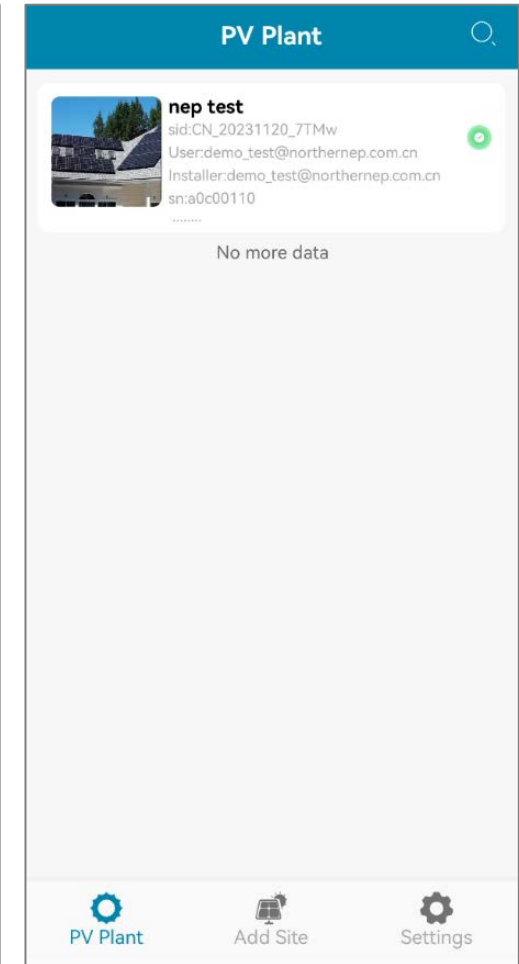 PV Plant
nep test
sid:CN_20231120_7TMw
User:demo_test@northernep.com.cn
Installer:demo_test@northernep.com.cn
sn:a0c00110
........
No more data
PV Plant
Add Site
Settings